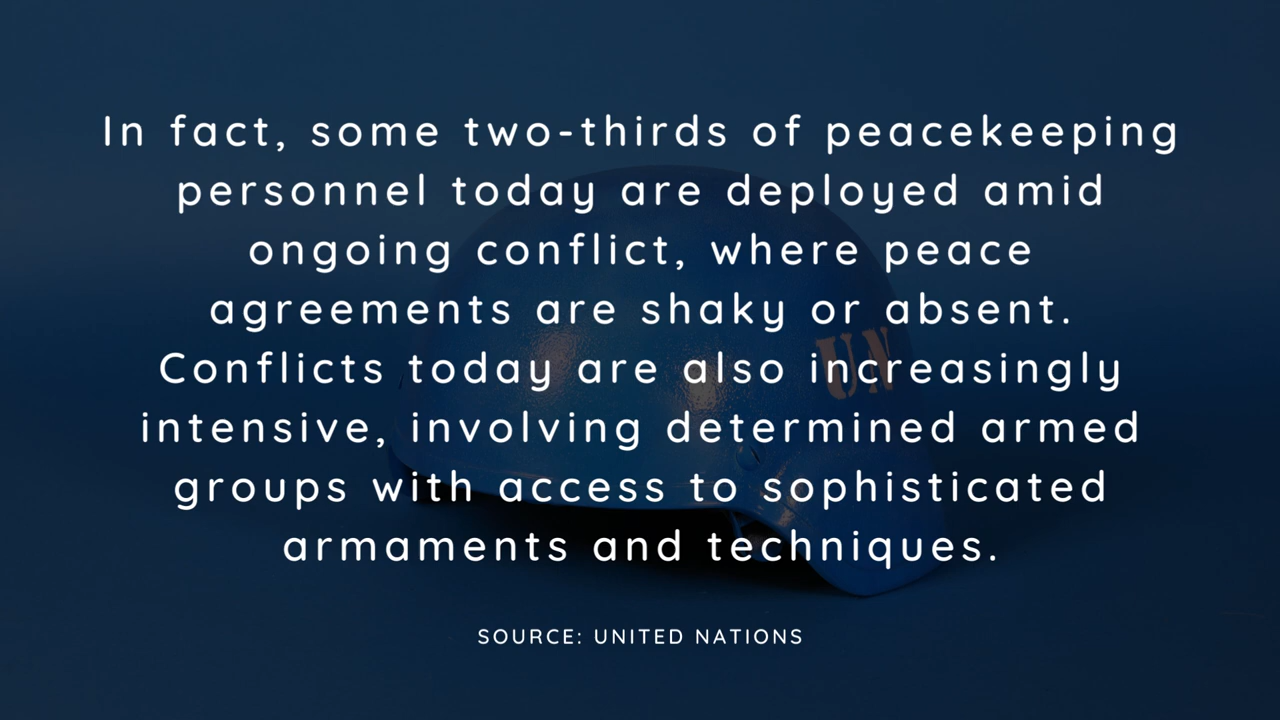 In fact, some two-thirds of peacekeeping
personnel today are deployed amid
ongoing conflict, where peace
agreements are shaky or absent.
Conflicts today are also increasingly
intensive, involving determined armed
groups with access to sophisticated
armaments and techniques.
UN
SOURCE: UNITED NATIONS